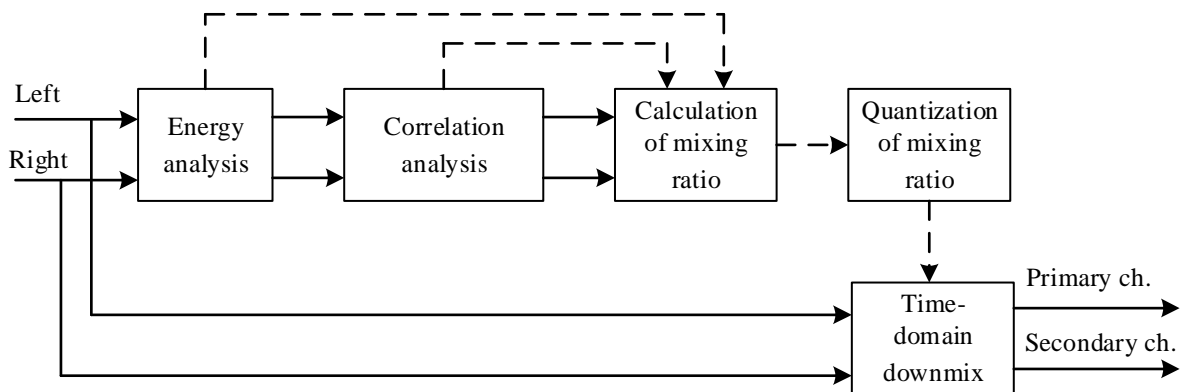 Left
Right
Energy
analysis
Correlation
analysis
Calculation
of mixing
ratio
Quantization
of mixing
ratio
Time-
domain
downmix
Primary ch.
Secondary ch.